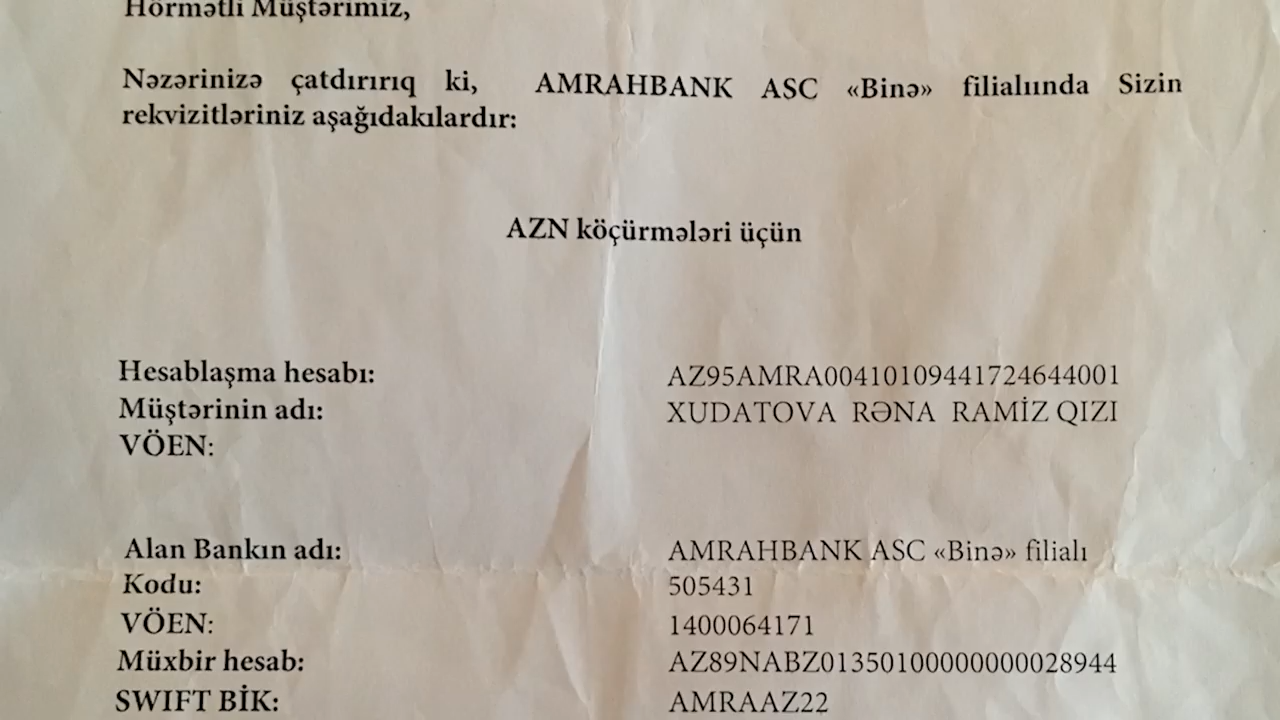 Hörmətli Müştərimiz,
Nəzərinizə çatdırırıq ki, AMRAHBANK ASC «Binə» filialıında Sizin
rekvizitləriniz aşağıdakılardır:
AZN köçürmələri üçün
Hesablaşma hesabı: AZ95AMRA00410109441724644001
Müştərinin adı: XUDATOVA RƏNA RAMİZ QIZI
VÖEN:
Alan Bankın adı: AMRAHBANK ASC «Binə» filialı
Kodu: 505431
VÖEN: 1400064171
Müxbir hesab: AZ89NABZ01350100000000028944
SWIFT BİK: AMRAAZ22